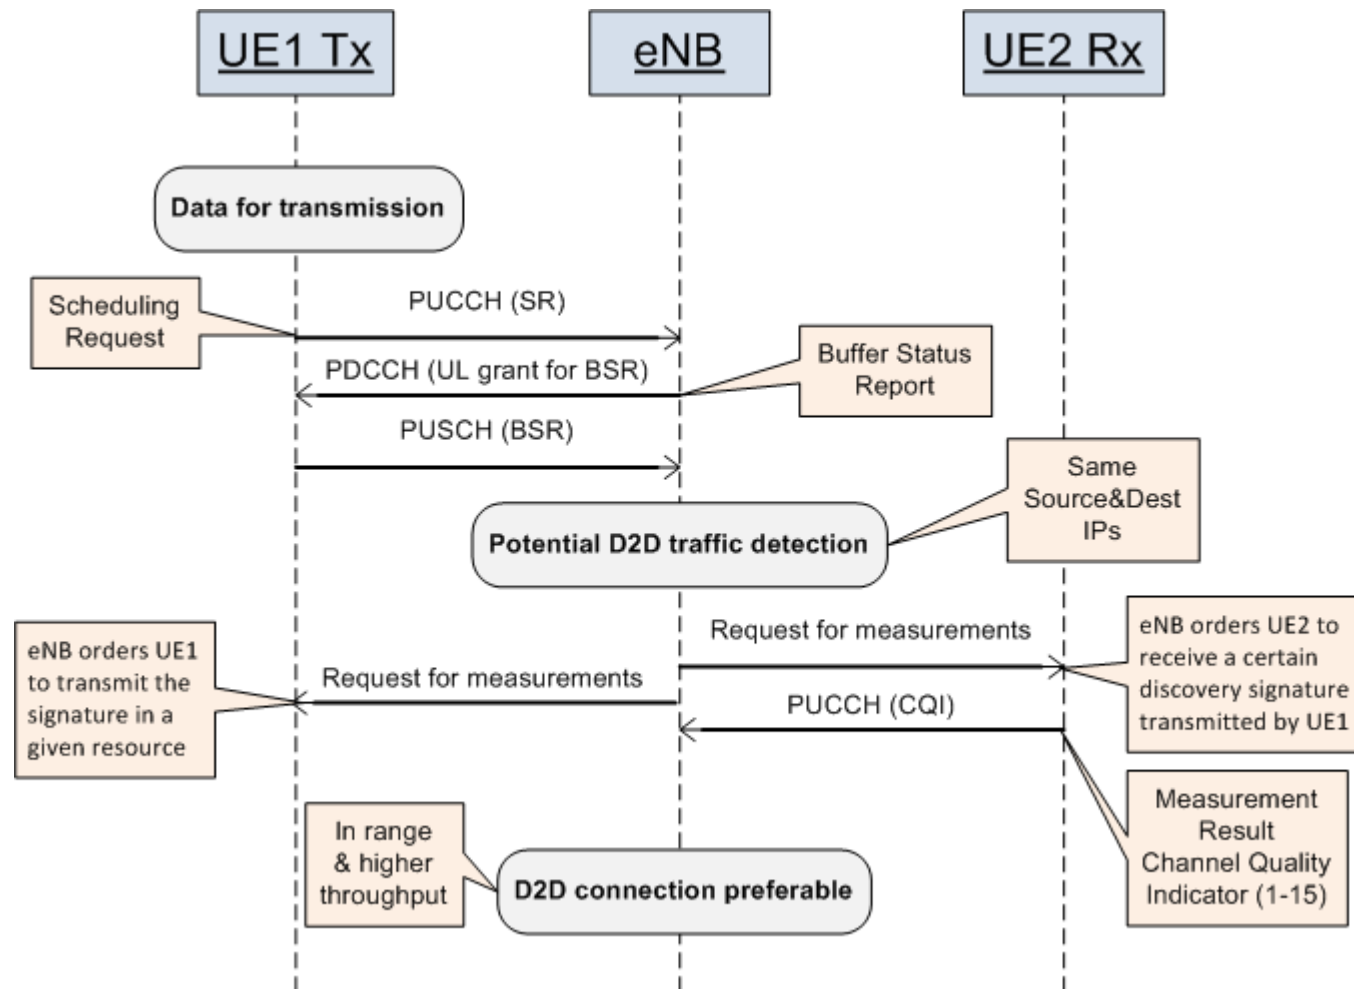 UE1 Tx
eNB
UE2 Rx
Data for transmission
Scheduling
Request
PUCCH (SR)
PDCCH (UL grant for BSR)
Buffer Status
Report
PUSCH (BSR)
Same
Source&Dest
IPs
Potential D2D traffic detection
Request for measurements
eNB orders UE2 to
receive a certain
discovery signature
transmitted by UE1
eNB orders UE1
to transmit the
signature in a
given resource
Request for measurements
PUCCH (CQI)
Measurement
Result
Channel Quality
Indicator (1-15)
In range
& higher
throughput
D2D connection preferable